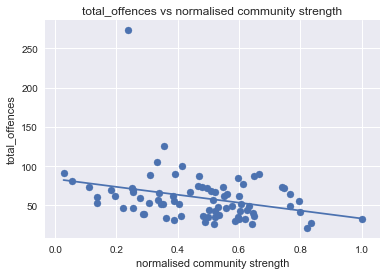 total_offences vs normalised community strength
250
200
150
100
50
total_offences
0.0 0.2 0.4 0.6 0.8 1.0
normalised community strength